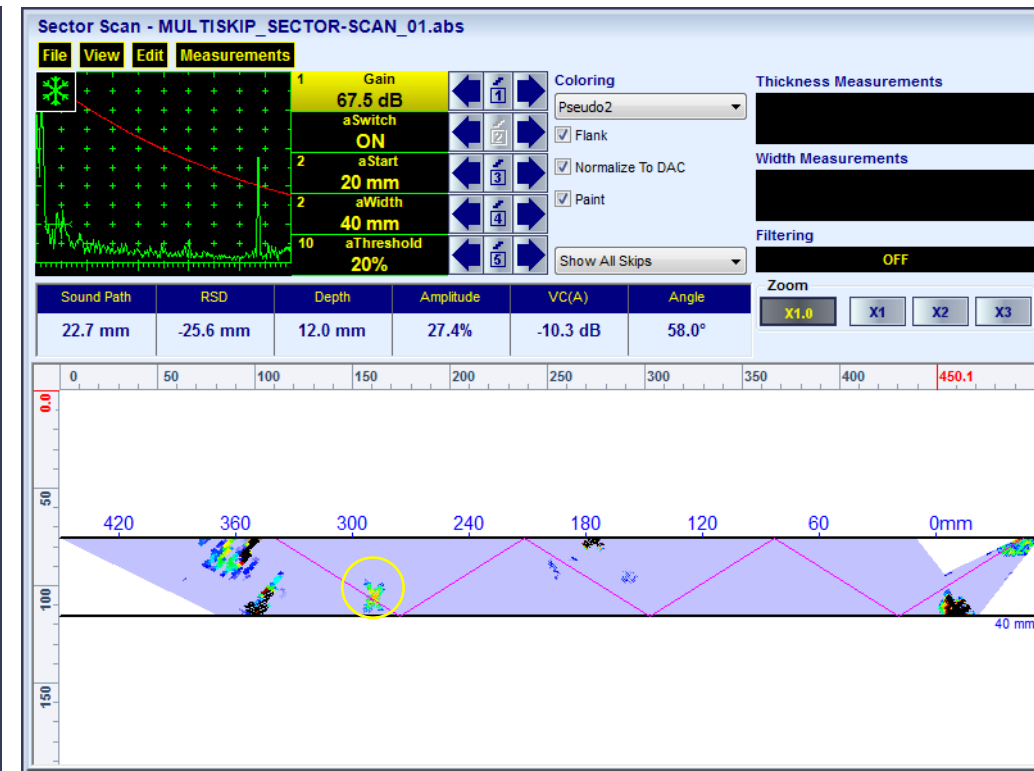 Sector Scan - MULTISKIP_SECTOR-SCAN_01.abs
File View Edit Measurements
1 Gain
67.5 dB
1
aSwitch
ON
2
2 aStart
20 mm
3
2 aWidth
40 mm
4
10 aThreshold
20%
5
Coloring
Pseudo2
Flank
Normalize To DAC
Paint
Show All Skips
Thickness Measurements
Width Measurements
Filtering
OFF
Zoom
X1.0 X1 X2 X3
Sound Path RSD Depth Amplitude VC(A) Angle
22.7 mm -25.6 mm 12.0 mm 27.4% -10.3 dB 58.0°
0 50 100 150 200 250 300 350 400 450.1
0.0
50
420 360 300 240 180 120 60 0mm
100
40 mm
150